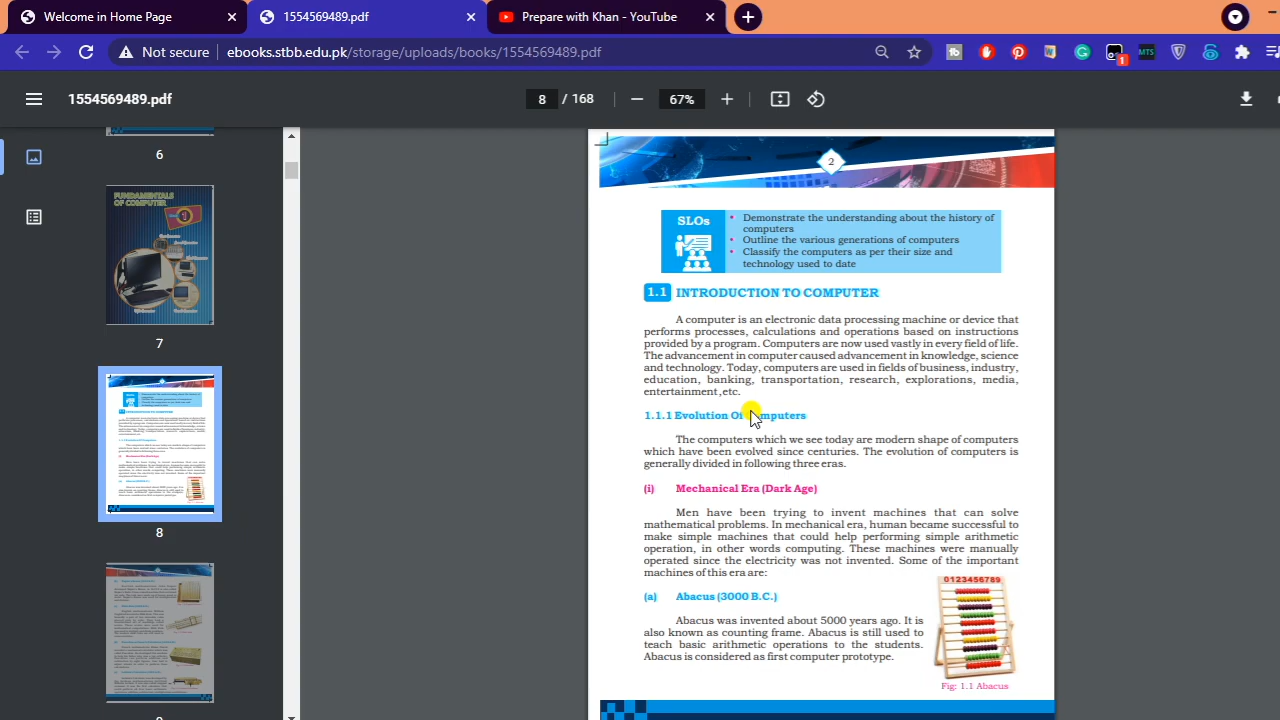 Welcome in Home Page
1554569489.pdf
Prepare with Khan - YouTube
Not secure
ebooks.stbb.edu.pk/storage/uploads/books/1554569489.pdf
1554569489.pdf
8 / 168
67%
6
FUNDAMENTALS
OF COMPUTER
1
7
8
2
SLOs
• Demonstrate the understanding about the history of
computers
• Outline the various generations of computers
• Classify the computers as per their size and
technology used to date
1.1 INTRODUCTION TO COMPUTER
A computer is an electronic data processing machine or device that
performs processes, calculations and operations based on instructions
provided by a program. Computers are now used vastly in every field of life.
The advancement in computer caused advancement in knowledge, science
and technology. Today, computers are used in fields of business, industry,
education, banking, transportation, research, explorations, media,
entertainment ,etc.
1.1.1 Evolution Of Computers
The computers which we see today are modern shape of computers
which have been evolved since centuries. The evolution of computers is
generally divided in following three eras.
(i) Mechanical Era (Dark Age)
Men have been trying to invent machines that can solve
mathematical problems. In mechanical era, human became successful to
make simple machines that could help performing simple arithmetic
operation, in other words computing. These machines were manually
operated since the electricity was not invented. Some of the important
machines of this era are:
0123456789
(a) Abacus (3000 B.C.)
Abacus was invented about 5000 years ago. It is
also known as counting frame. Abacus is still used to
teach basic arithmetic operations to the students.
Abacus is considered as first computer prototype.
Fig: 1.1 Abacus